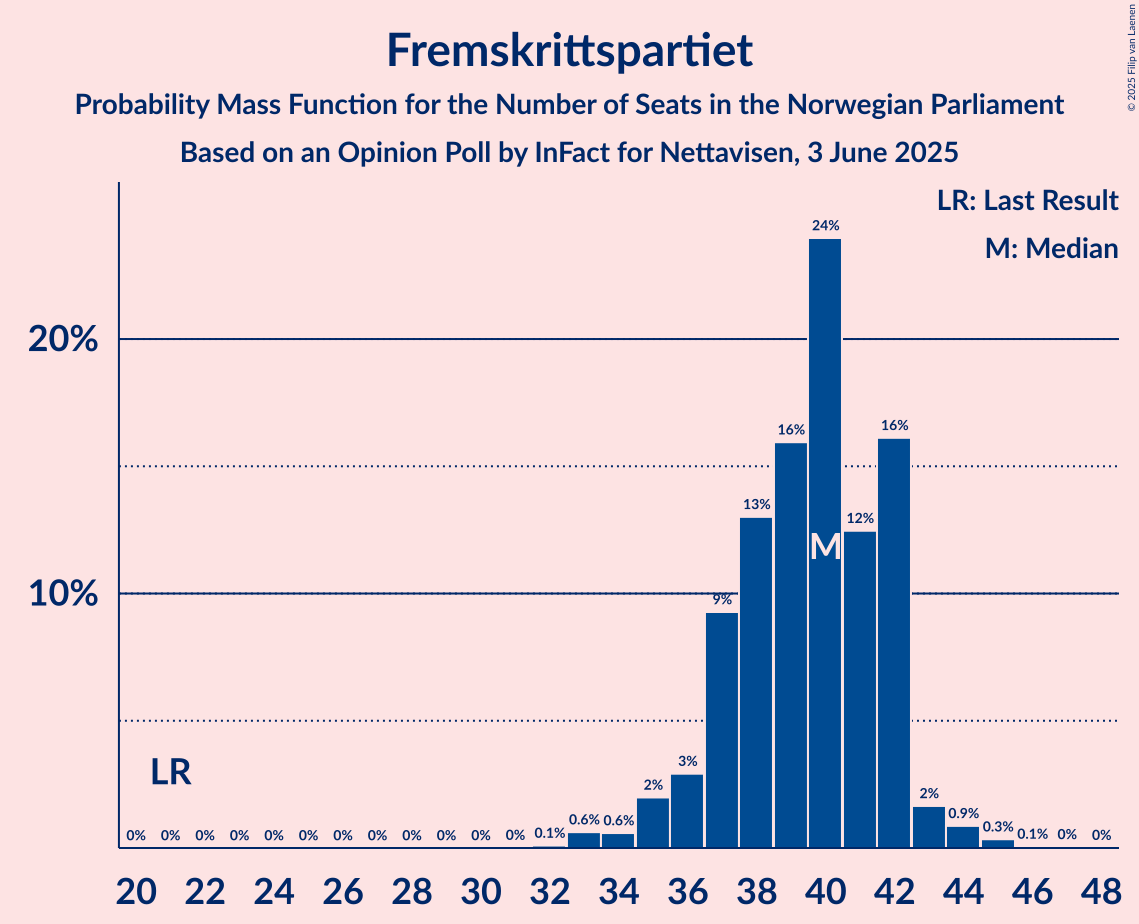 Fremskrittspartiet
Probability Mass Function for the Number of Seats in the Norwegian Parliament
Based on an Opinion Poll by InFact for Nettavisen, 3 June 2025
© 2025 Filip van Laenen
LR: Last Result
M: Median
24%
20%
16%
16%
13%
12%
M
10%
9%
LR
3%
2%
2%
0% 0% 0% 0% 0% 0% 0% 0% 0% 0% 0% 0% 0.1% 0.6% 0.6% 0.9% 0.3% 0.1% 0% 0%
20 22 24 26 28 30 32 34 36 38 40 42 44 46 48